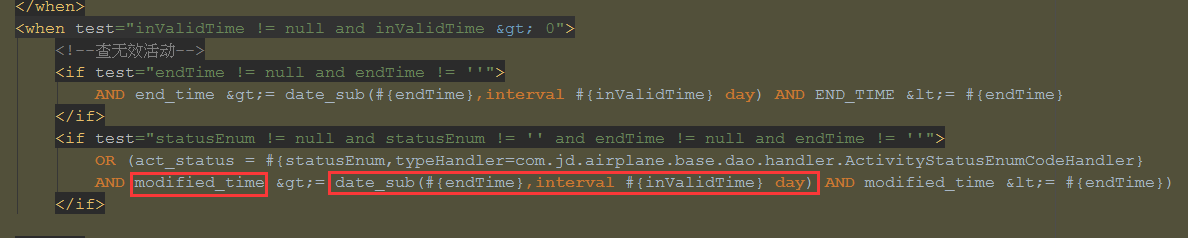 </when>
<when test="inValidTime != null and inValidTime &gt; 0">
<!--查无效活动-->
<if test="endTime != null and endTime != ''">
AND end_time &gt;= date_sub(#{endTime},interval #{inValidTime} day) AND END_TIME &lt;= #{endTime}
</if>
<if test="statusEnum != null and statusEnum != '' and endTime != null and endTime != ''">
OR (act_status = #{statusEnum,typeHandler=com.jd.airplane.base.dao.handler.ActivityStatusEnumCodeHandler}
AND modified_time &gt;= date_sub(#{endTime},interval #{inValidTime} day) AND modified_time &lt;= #{endTime})
</if>